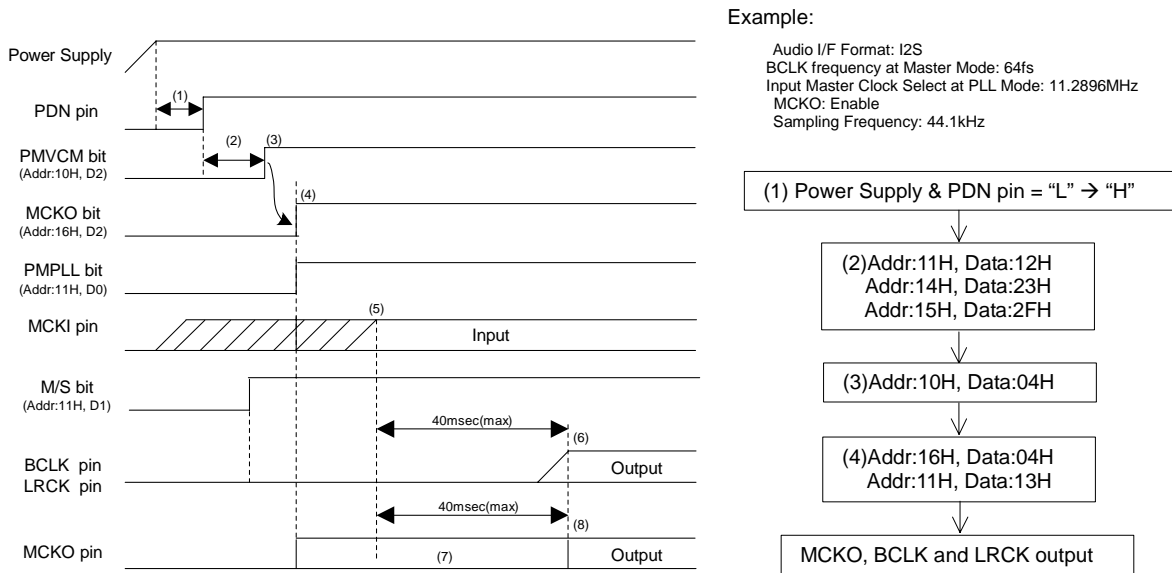 Power Supply
(1)
PDN pin
(2)
(3)
PMVCM bit
(Addr:10H, D2)
(4)
MCKO bit
(Addr:16H, D2)
PMPLL bit
(Addr:11H, D0)
(5)
MCKI pin
Input
M/S bit
(Addr:11H, D1)
40msec(max)
(6)
BCLK pin
LRCK pin
Output
40msec(max)
(8)
MCKO pin
(7)
Output
Example:
Audio I/F Format: I2S
BCLK frequency at Master Mode: 64fs
Input Master Clock Select at PLL Mode: 11.2896MHz
MCKO: Enable
Sampling Frequency: 44.1kHz
(1) Power Supply & PDN pin = “L” → “H”
(2)Addr:11H, Data:12H
Addr:14H, Data:23H
Addr:15H, Data:2FH
(3)Addr:10H, Data:04H
(4)Addr:16H, Data:04H
Addr:11H, Data:13H
MCKO, BCLK and LRCK output